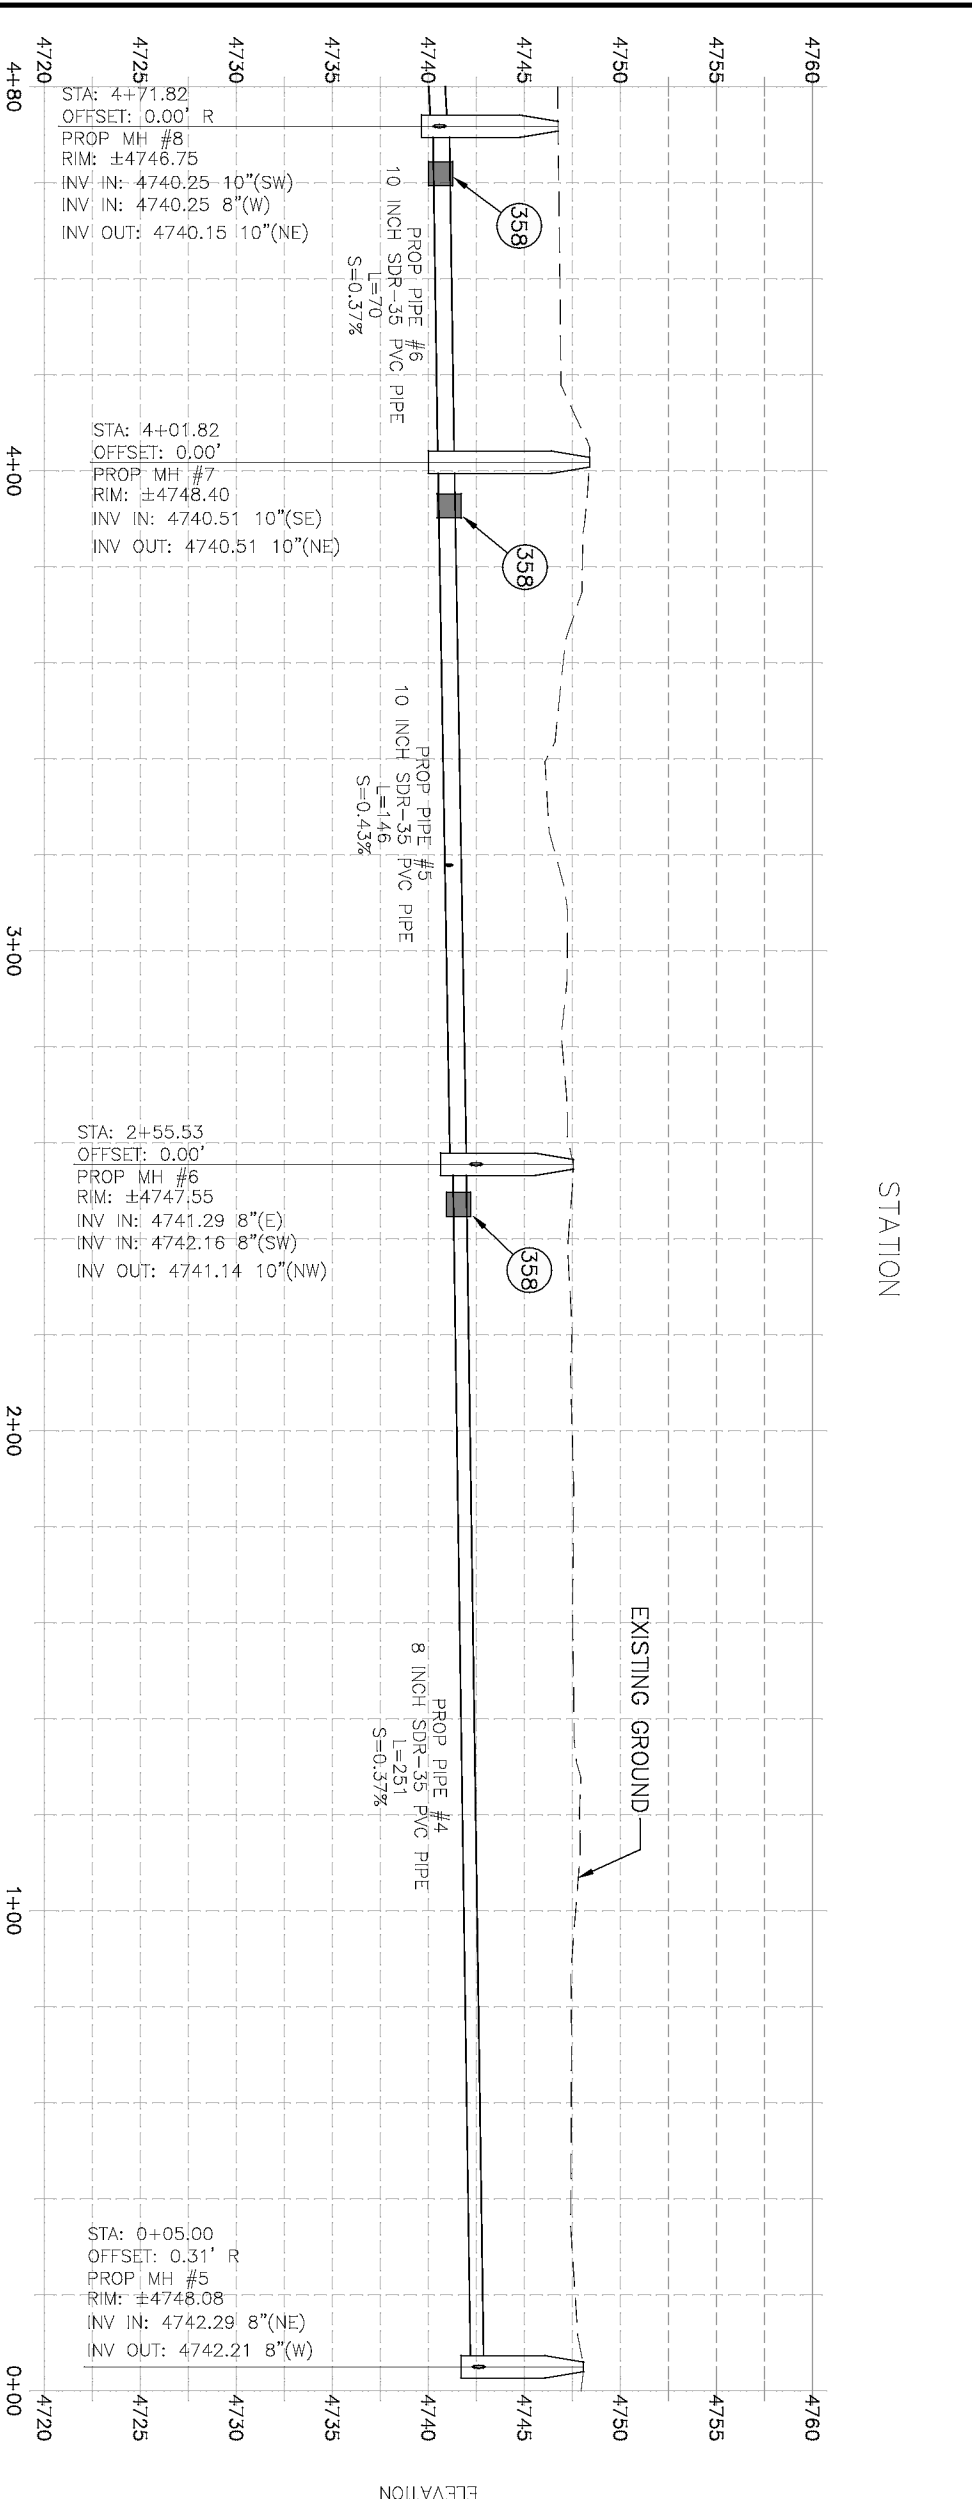 4720
4725
4730
4735
4740
4745
4750
4755
4760
4+80
STA: 4+71.82
OFFSET: 0.00' R
PROP MH #8
RIM: ±4746.75
INV IN: 4740.25 10"(SW)
INV IN: 4740.25 8"(W)
INV OUT: 4740.15 10"(NE)
358
PROP PIPE #6
10 INCH SDR-35 PVC PIPE
L=70
S=0.37%
STA: 4+01.82
OFFSET: 0.00'
PROP MH #7
RIM: ±4748.40
INV IN: 4740.51 10"(SE)
INV OUT: 4740.51 10"(NE)
4+00
358
PROP PIPE #5
10 INCH SDR-35 PVC PIPE
L=146
S=0.43%
3+00
STA: 2+55.53
OFFSET: 0.00'
PROP MH #6
RIM: ±4747.55
INV IN: 4741.29 8"(E)
INV IN: 4742.16 8"(SW)
INV OUT: 4741.14 10"(NW)
358
STATION
2+00
EXISTING GROUND
PROP PIPE #4
8 INCH SDR-35 PVC PIPE
L=251
S=0.37%
1+00
STA: 0+05.00
OFFSET: 0.31' R
PROP MH #5
RIM: ±4748.08
INV IN: 4742.29 8"(NE)
INV OUT: 4742.21 8"(W)
0+00
4720
4725
4730
4735
4740
4745
4750
4755
4760
ELEVATION